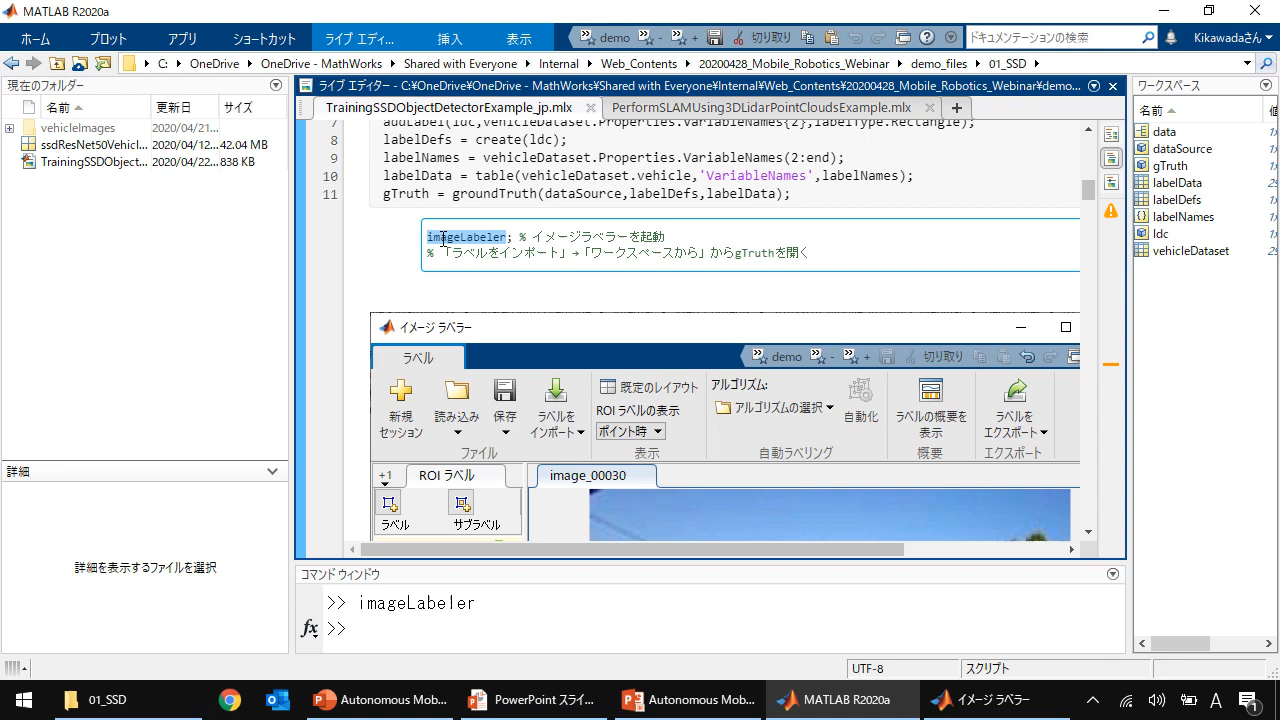 MATLAB R2020a
ホーム プロット アプリ ショートカット ライブ エディ... 挿入 表示 demo 切り取り ドキュメンテーションの検索 Kikawadaさん
C: OneDrive OneDrive - MathWorks Shared with Everyone Internal Web_Contents 20200428_Mobile_Robotics_Webinar demo_files 01_SSD
現在のフォルダー
名前 更新日 サイズ
vehicleImages 2020/04/21...
ssdResNet50Vehicl... 2020/04/12... 42.04 MB
TrainingSSDObject... 2020/04/22... 838 KB
詳細
詳細を表示するファイルを選択
ライブ エディター - C:¥OneDrive¥OneDrive - MathWorks¥Shared with Everyone¥Internal¥Web_Contents¥20200428_Mobile_Robotics_Webinar¥demo...
TrainingSSDObjectDetectorExample_jp.mlx PerformSLAMUsing3DLidarPointCloudsExample.mlx
7 addLabel(ldc,vehicleDataset.Properties.VariableNames{2},labelType.Rectangle);
8 labelDefs = create(ldc);
9 labelNames = vehicleDataset.Properties.VariableNames(2:end);
10 labelData = table(vehicleDataset.vehicle,'VariableNames',labelNames);
11 gTruth = groundTruth(dataSource,labelDefs,labelData);
imageLabeler; % イメージラベラーを起動
% 「ラベルをインポート」→「ワークスペースから」からgTruthを開く
イメージ ラベラー
ラベル demo 切り取り
新規 セッション 読み込み 保存 ラベルを インポート
ファイル
既定のレイアウト
ROI ラベルの表示
ポイント時
表示
アルゴリズム:
アルゴリズムの選択 自動化
自動ラベリング
ラベルの概要を 表示
概要
ラベルを エクスポート
エクスポート
+1 ROI ラベル image_00030
ラベル サブラベル
コマンド ウィンドウ
>> imageLabeler
fx >>
ワークスペース
名前
data
dataSource
gTruth
labelData 29
labelDefs
labelNames
ldc
vehicleDataset 29
UTF-8 スクリプト
01_SSD Autonomous Mob... PowerPoint スライ... Autonomous Mob... MATLAB R2020a イメージ ラベラー A 1